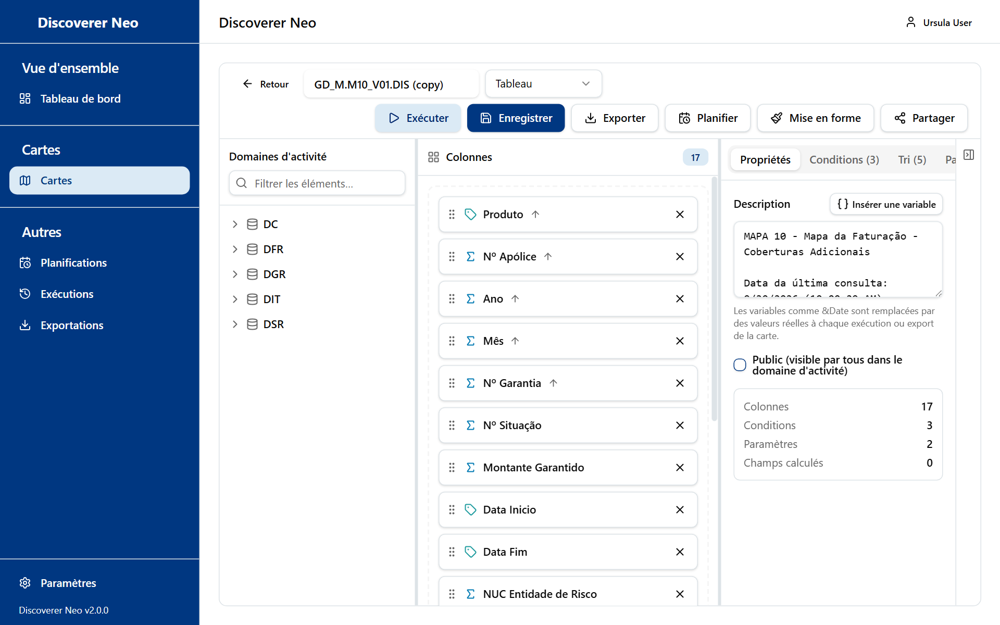 Discoverer Neo
Vue d'ensemble
Tableau de bord
Cartes
Cartes
Autres
Planifications
Exécutions
Exportations
Paramètres
Discoverer Neo v2.0.0
Discoverer Neo
Ursula User
Retour
GD_M.M10_V01.DIS (copy)
Tableau
Exécuter
Enregistrer
Exporter
Planifier
Mise en forme
Partager
Domaines d'activité
Filtrer les éléments...
DC
DFR
DGR
DIT
DSR
Colonnes
17
Produto
Nº Apólice
Ano
Mês
Nº Garantia
Nº Situação
Montante Garantido
Data Inicio
Data Fim
NUC Entidade de Risco
Propriétés
Conditions (3)
Tri (5)
Pa
Description
Insérer une variable
MAPA 10 - Mapa da Faturação -
Coberturas Adicionais
Data da última consulta:
Les variables comme &Date sont remplacées par
des valeurs réelles à chaque exécution ou export
de la carte.
Public (visible par tous dans le
domaine d'activité)
Colonnes 17
Conditions 3
Paramètres 2
Champs calculés 0